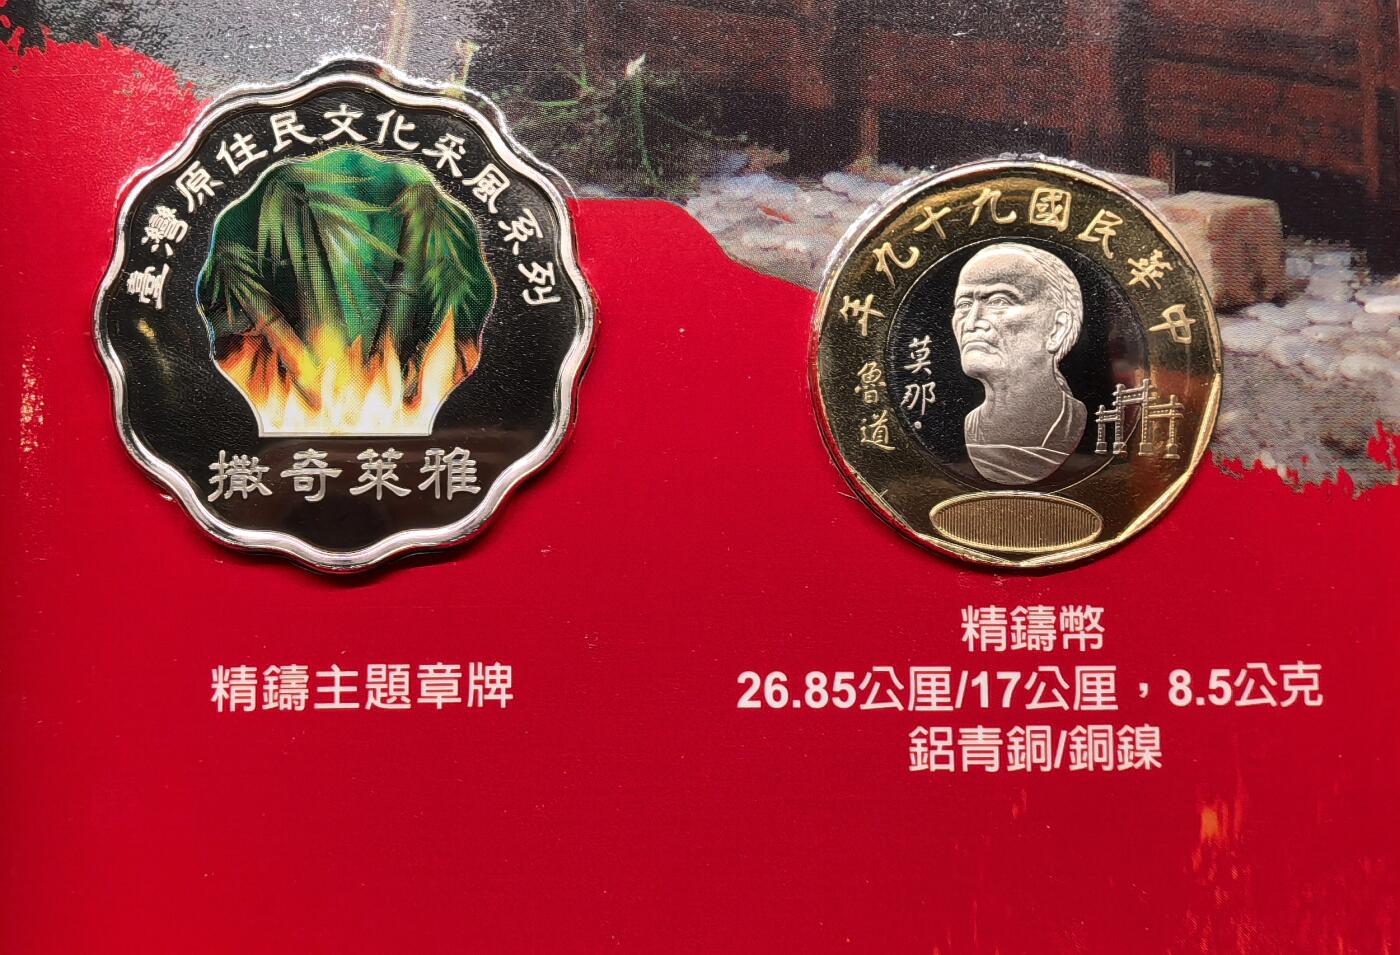 臺灣原住民文化采風系列
撒奇萊雅
精鑄主題章牌
中華民國九十九年
莫那‧
魯道
精鑄幣
26.85公厘/17公厘，8.5公克
鋁青銅/銅鎳